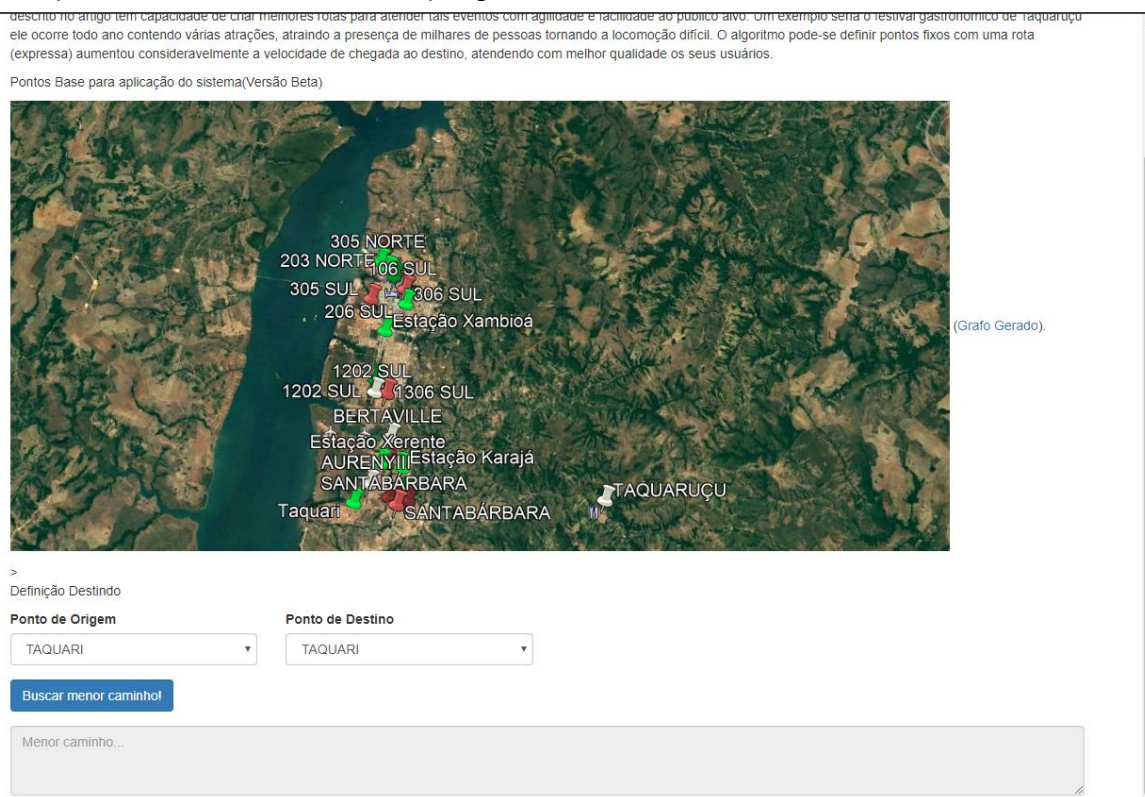 descrito no artigo tem capacidade de criar melhores rotas para atender tais eventos com agilidade e facilidade ao público alvo. Um exemplo seria o festival gastronômico de Taquaruçu
ele ocorre todo ano contendo várias atrações, atraindo a presença de milhares de pessoas tornando a locomoção difícil. O algoritmo pode-se definir pontos fixos com uma rota
(expressa) aumentou consideravelmente a velocidade de chegada ao destino, atendendo com melhor qualidade os seus usuários.
Pontos Base para aplicação do sistema(Versão Beta)
305 NORTE
203 NORTE
106 SUL
305 SUL
306 SUL
206 SUL
Estação Xambioá
(Grafo Gerado).
1202 SUL
1202 SUL
1306 SUL
BERTAVILLE
Estação Xerente
AURENYIII
Estação Karajá
SANTABÁRBARA
TAQUARUÇU
Taquari
SANTABÁRBARA
>
Definição Destindo
Ponto de Origem Ponto de Destino
TAQUARI TAQUARI
Buscar menor caminho!
Menor caminho...